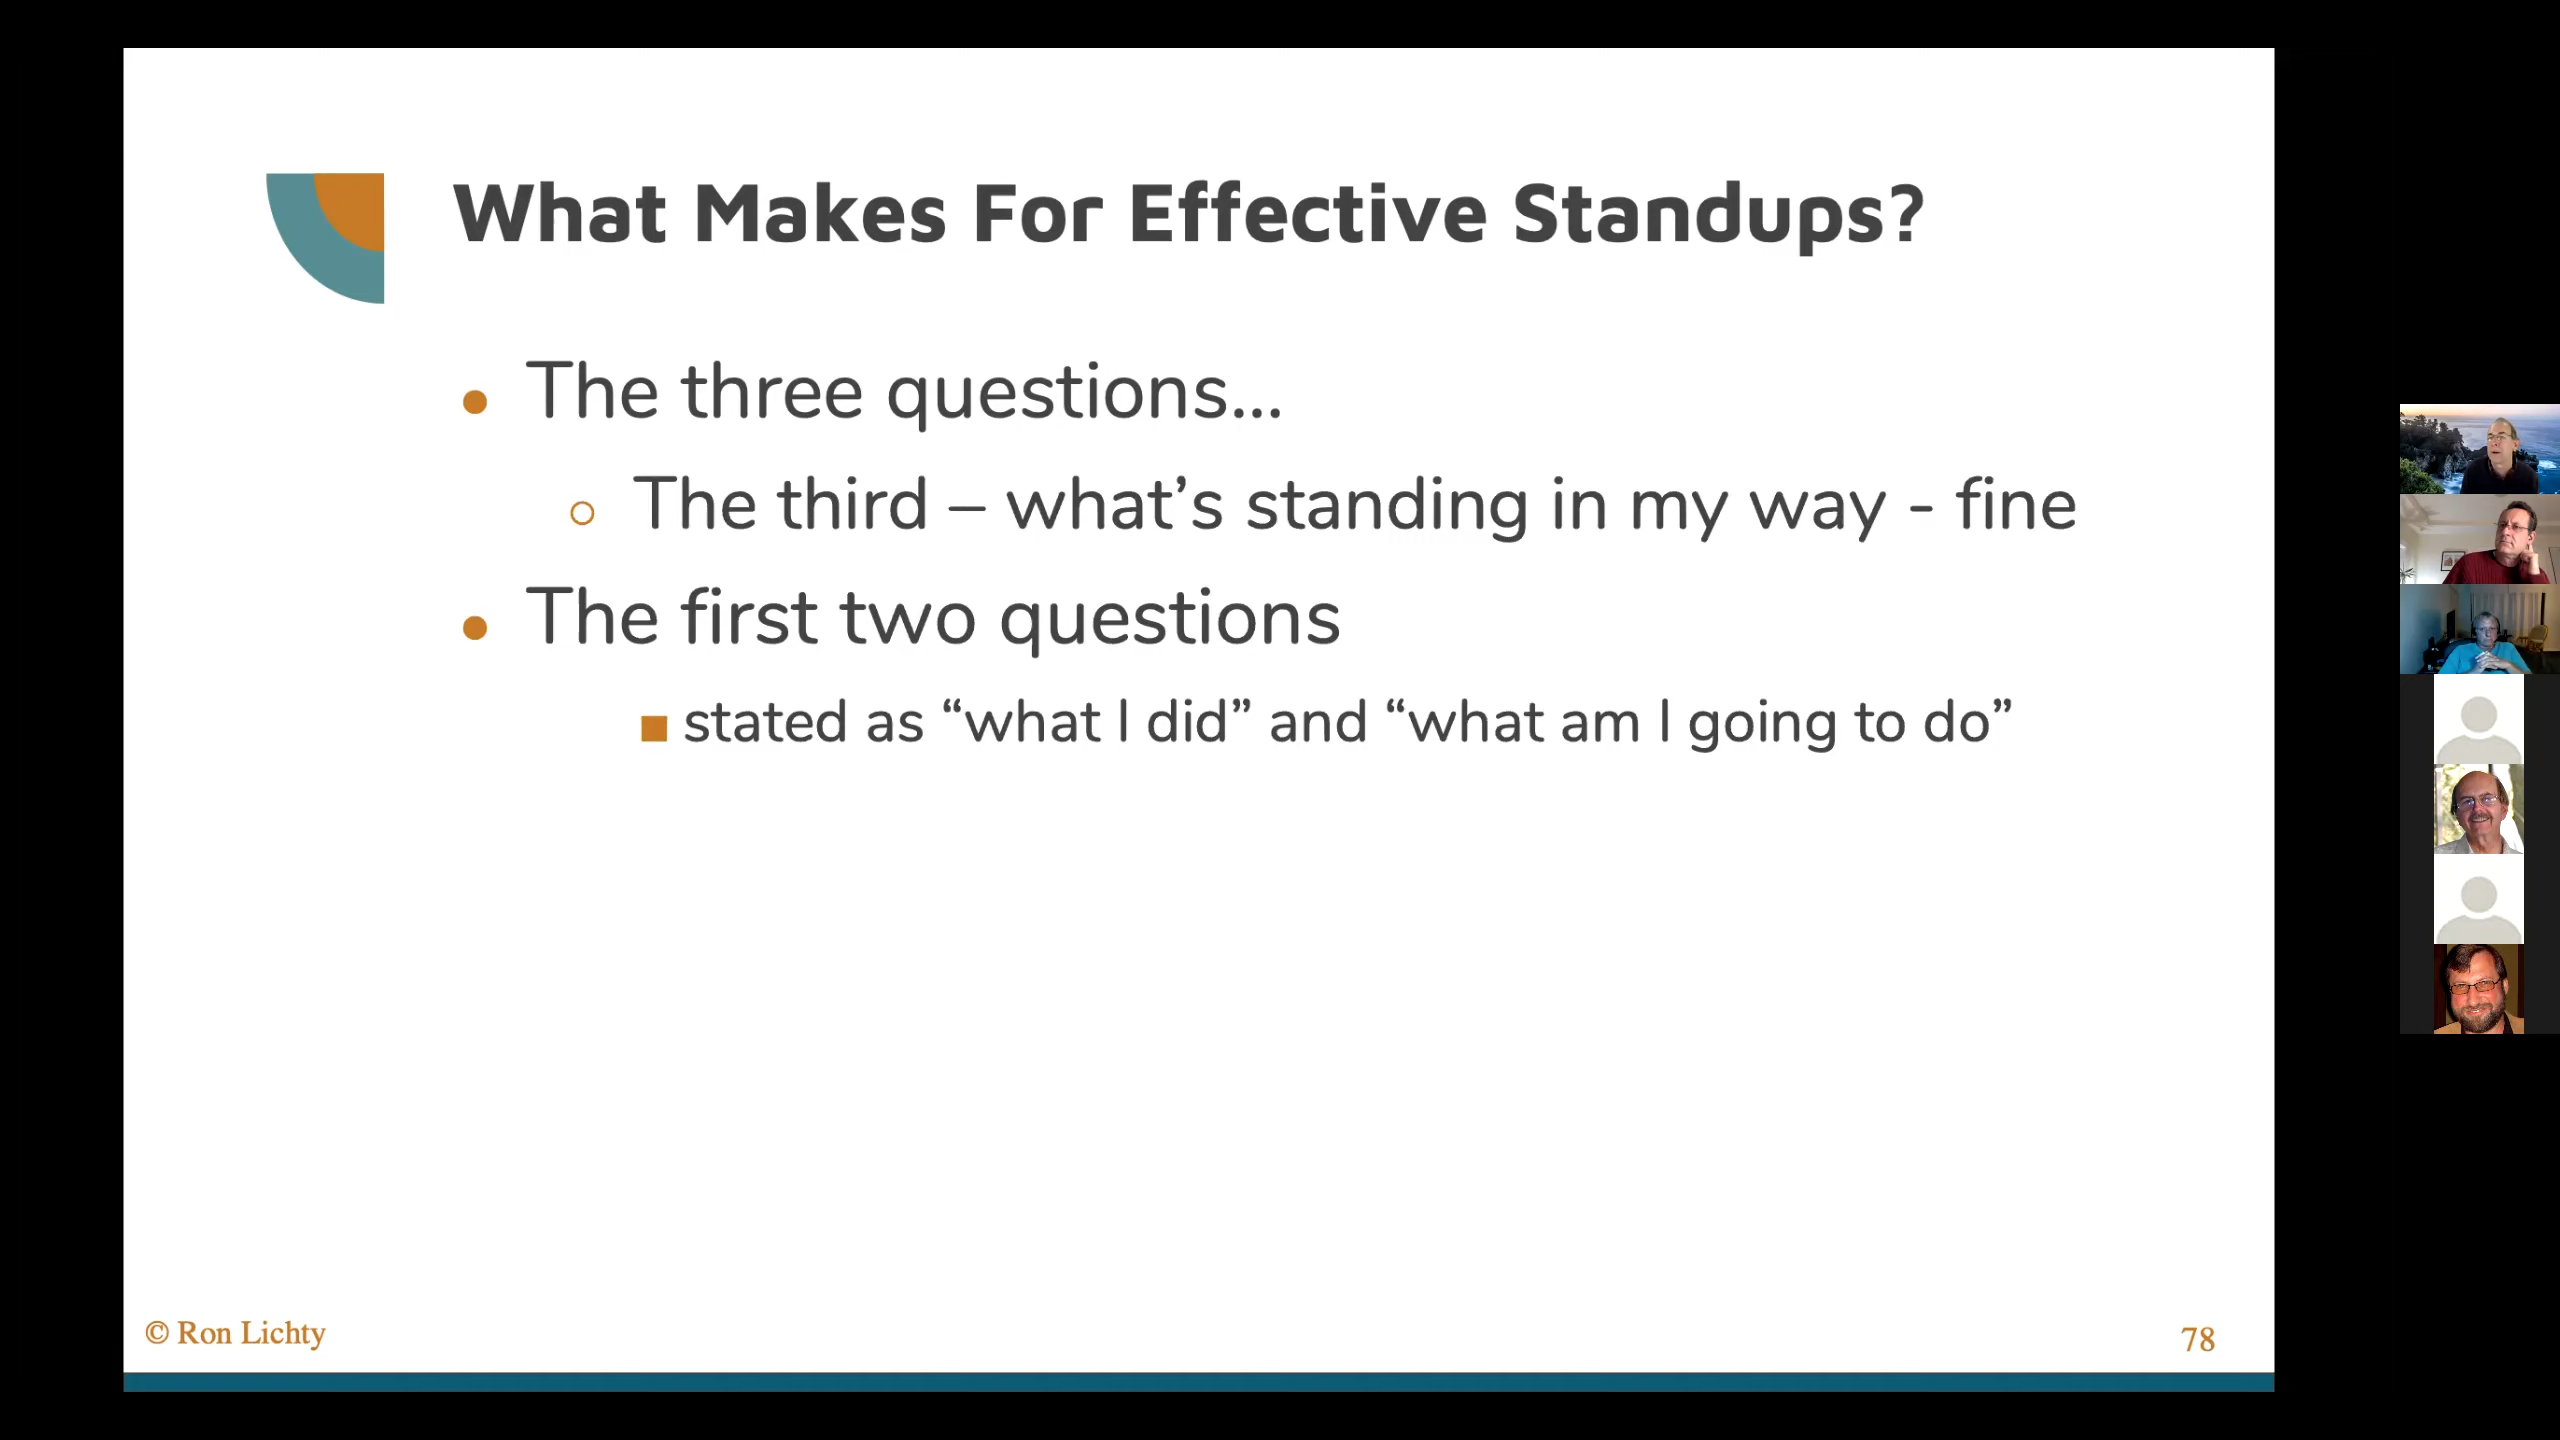 What Makes For Effective Standups?
The three questions...
The third – what’s standing in my way - fine
The first two questions
stated as “what I did” and “what am I going to do”
© Ron Lichty
78